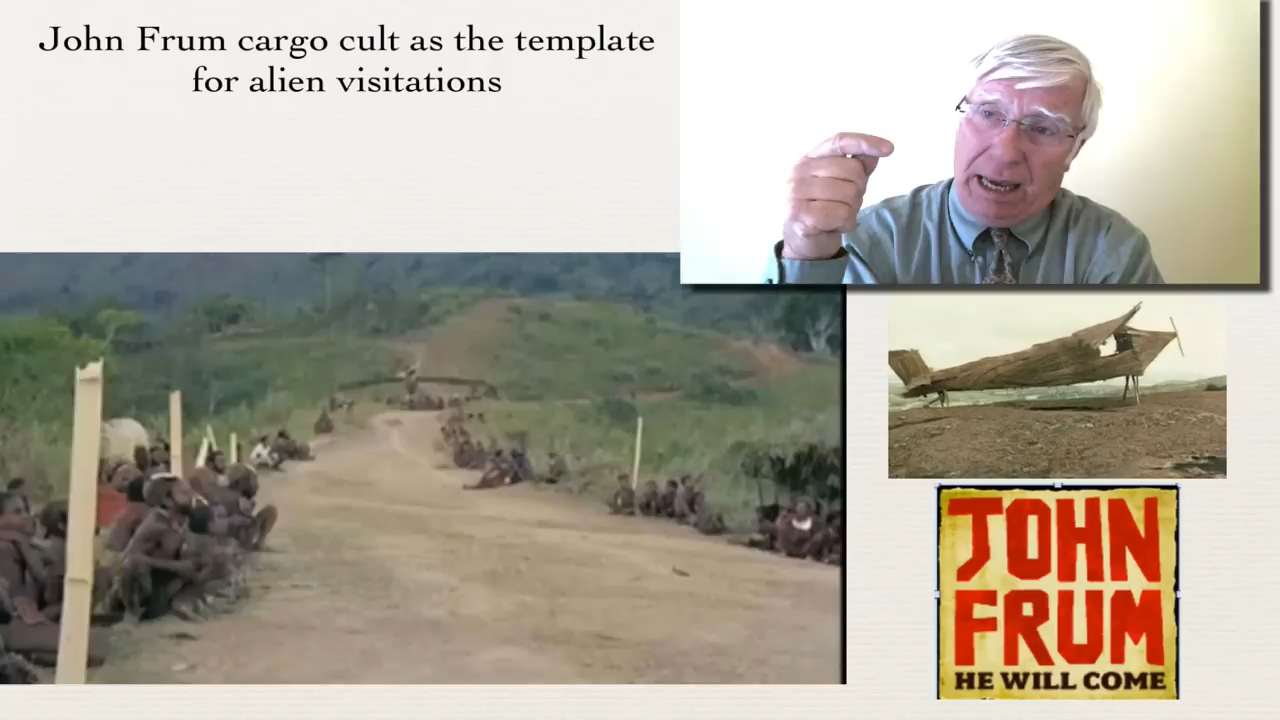 John Frum cargo cult as the template
for alien visitations
JOHN
FRUM
HE WILL COME